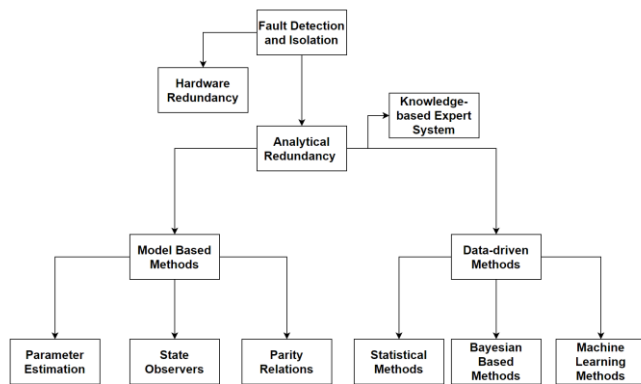 Fault Detection
and Isolation
Hardware
Redundancy
Knowledge-
based Expert
System
Analytical
Redundancy
Model Based
Methods
Data-driven
Methods
Parameter
Estimation
State
Observers
Parity
Relations
Statistical
Methods
Bayesian
Based Methods
Machine
Learning
Methods